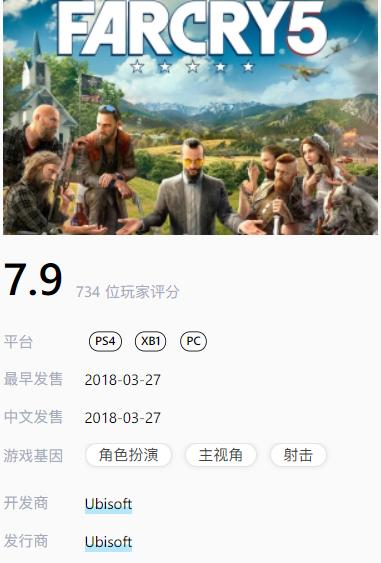 FARCRY5
7.9 734 位玩家评分
平台 PS4 XB1 PC
最早发售 2018-03-27
中文发售 2018-03-27
游戏基因 角色扮演 主视角 射击
开发商 Ubisoft
发行商 Ubisoft